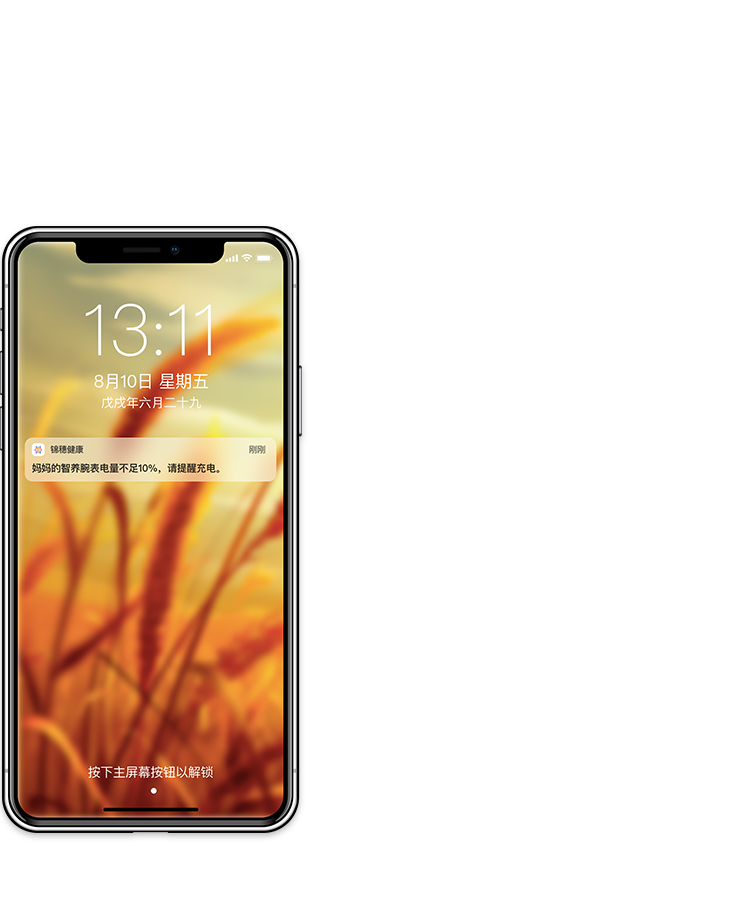 13:11
8月10日 星期五
戊戌年六月二十九
锦穗健康 刚刚
妈妈的智养腕表电量不足10%，请提醒充电。
按下主屏幕按钮以解锁